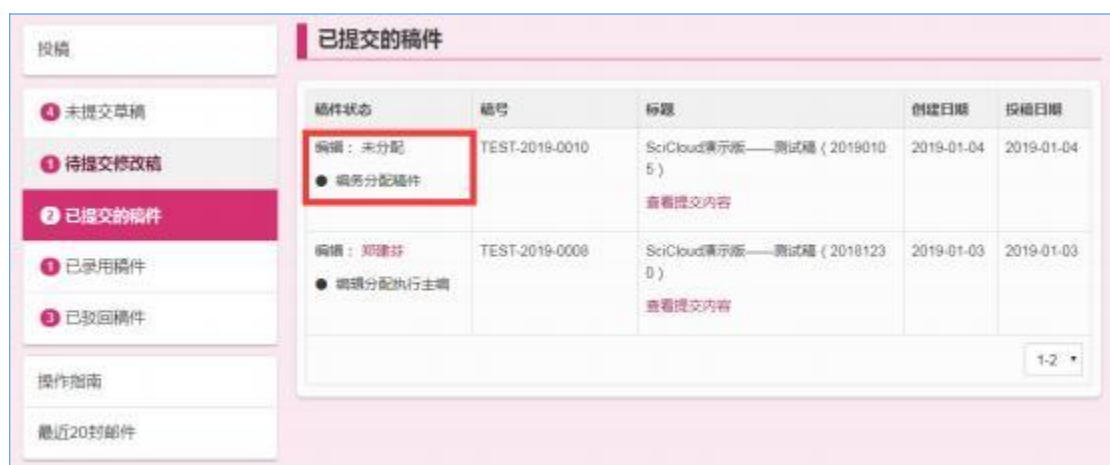 投稿
4 未提交草稿
1 待提交修改稿
2 已提交的稿件
1 已录用稿件
3 已驳回稿件
操作指南
最近20封邮件
已提交的稿件
稿件状态 稿号 标题 创建日期 投稿日期
编辑：未分配 TEST-2019-0010 SciCloud演示版——测试稿（2019010 2019-01-04 2019-01-04
● 编务分配稿件 5）
查看提交内容
编辑：郑建芬 TEST-2019-0008 SciCloud演示版——测试稿（2018123 2019-01-03 2019-01-03
● 编辑分配执行主编 0）
查看提交内容
1-2